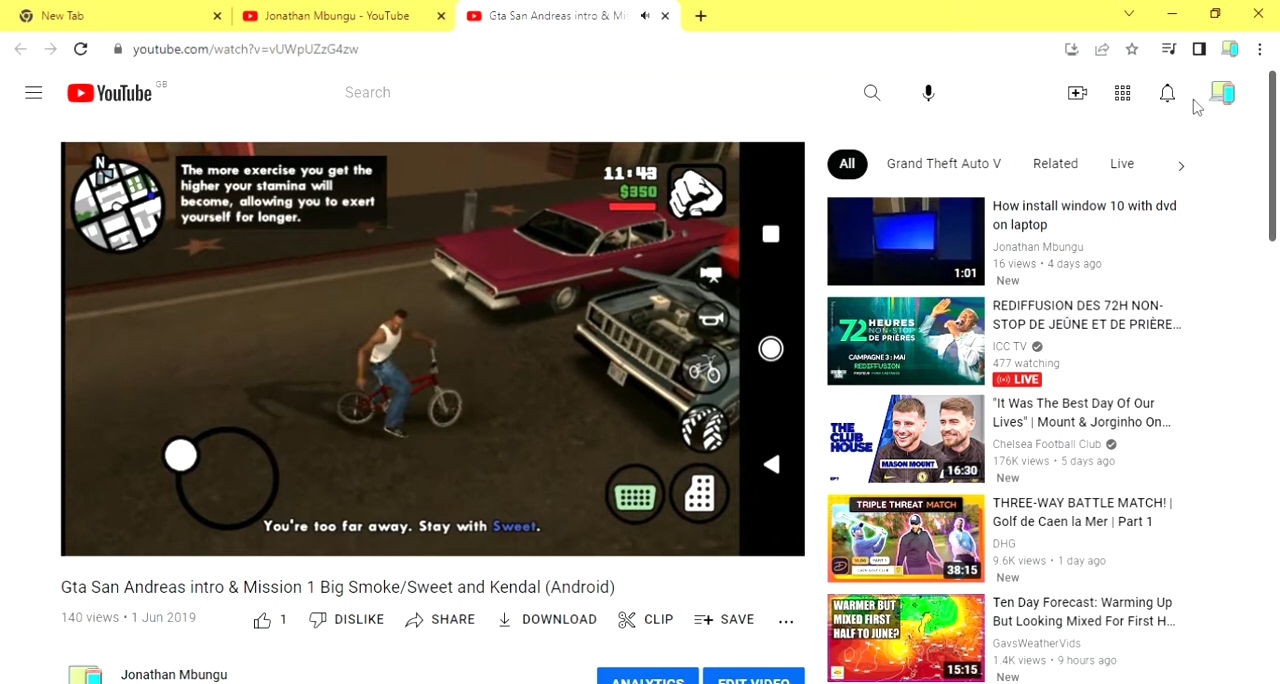 New Tab
Jonathan Mbungu - YouTube
Gta San Andreas intro & Mi
youtube.com/watch?v=vUWpUZzG4zw
YouTube GB
Search
The more exercise you get the
higher your stamina will
become, allowing you to exert
yourself for longer.
N
11:43
$350
You're too far away. Stay with Sweet.
Gta San Andreas intro & Mission 1 Big Smoke/Sweet and Kendal (Android)
140 views • 1 Jun 2019
1
DISLIKE
SHARE
DOWNLOAD
CLIP
SAVE
Jonathan Mbungu
ANALYTICS
EDIT VIDEO
All
Grand Theft Auto V
Related
Live
1:01
How install window 10 with dvd
on laptop
Jonathan Mbungu
16 views • 4 days ago
New
72 HEURES
NON-STOP
DE PRIÈRES
CAMPAGNE 3 : MAI
REDIFFUSION
REDIFFUSION DES 72H NON-
STOP DE JEÛNE ET DE PRIÈRE...
ICC TV
477 watching
LIVE
THE
CLUB
HOUSE
MASON MOUNT
16:30
"It Was The Best Day Of Our
Lives" | Mount & Jorginho On...
Chelsea Football Club
176K views • 5 days ago
New
TRIPLE THREAT MATCH
38:15
THREE-WAY BATTLE MATCH! |
Golf de Caen la Mer | Part 1
DHG
9.6K views • 1 day ago
New
WARMER BUT
MIXED FIRST
HALF TO JUNE?
15:15
Ten Day Forecast: Warming Up
But Looking Mixed For First H...
GavsWeatherVids
1.4K views • 9 hours ago
New